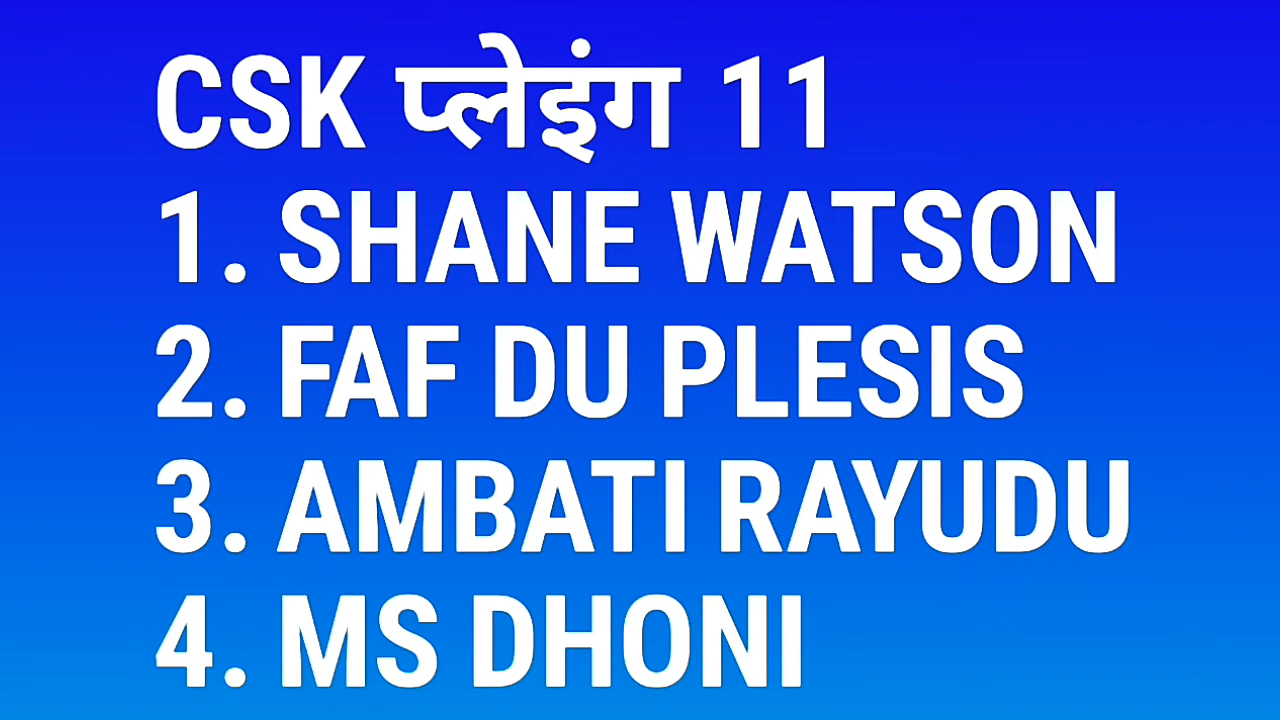 CSK प्लेइंग 11
1. SHANE WATSON
2. FAF DU PLESIS
3. AMBATI RAYUDU
4. MS DHONI